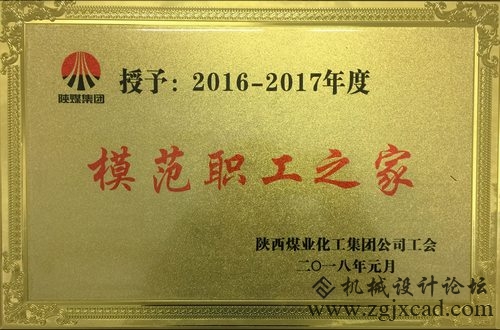 陕煤集团
授予：2016-2017年度
模范职工之家
陕西煤业化工集团公司工会
二〇一八年元月
机械设计论坛
www.zgjxcad.com